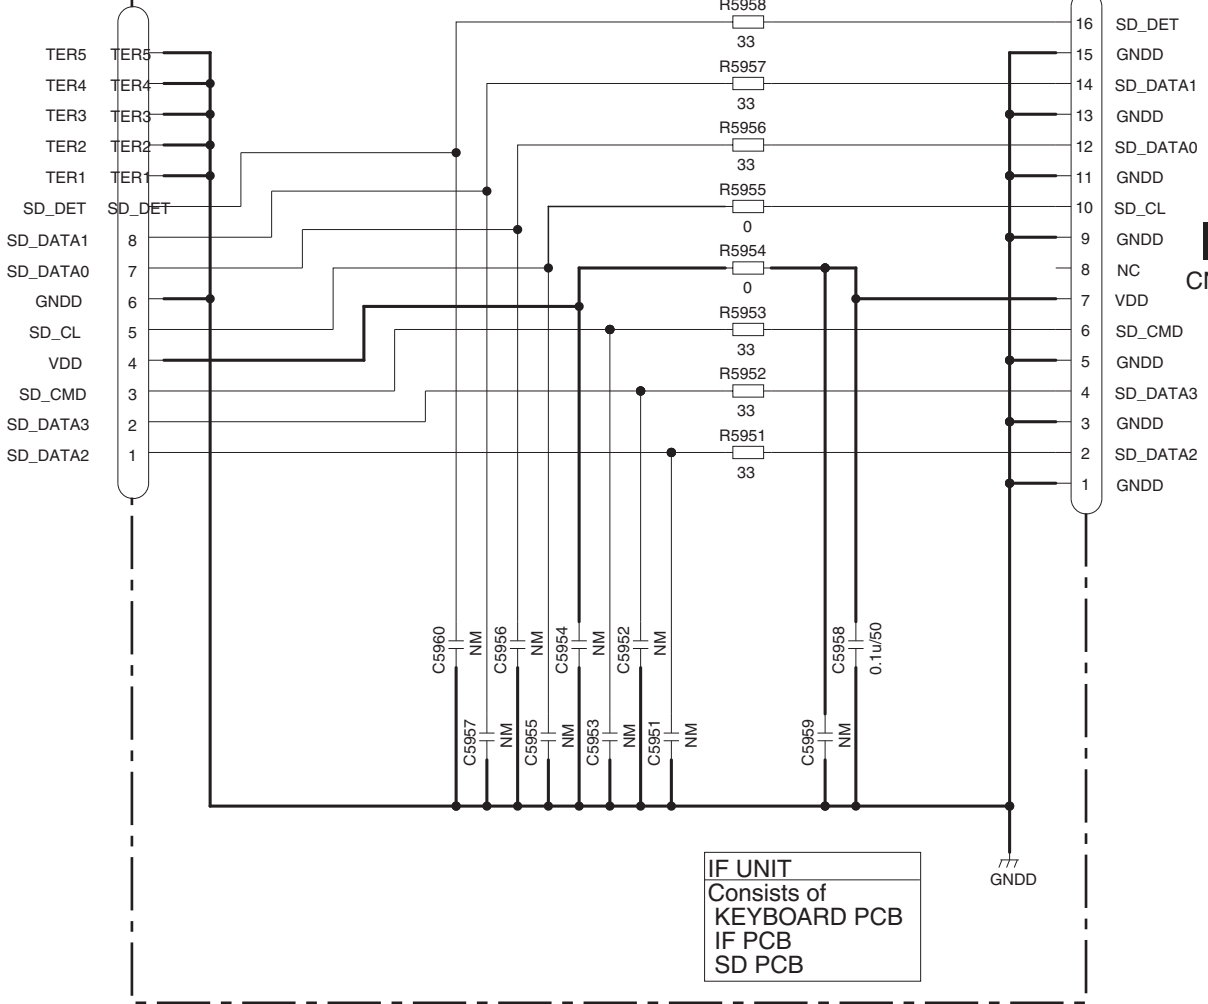 R5958
16 SD_DET
33
TER5 TER5
15 GNDD
R5957
TER4 TER4
14 SD_DATA1
33
TER3 TER3
13 GNDD
R5956
TER2 TER2
12 SD_DATA0
33
TER1 TER1
11 GNDD
R5955
SD_DET SD_DET
10 SD_CL
0
SD_DATA1 8
9 GNDD
R5954
SD_DATA0 7
8 NC
0
GNDD 6
7 VDD
R5953
SD_CL 5
6 SD_CMD
33
VDD 4
5 GNDD
R5952
SD_CMD 3
4 SD_DATA3
33
SD_DATA3 2
3 GNDD
R5951
SD_DATA2 1
2 SD_DATA2
33
1 GNDD
C5960
NM
C5956
NM
C5954
NM
C5952
NM
C5958
0.1u/50
C5957
NM
C5955
NM
C5953
NM
C5951
NM
C5959
NM
GNDD
IF UNIT
Consists of
KEYBOARD PCB
IF PCB
SD PCB